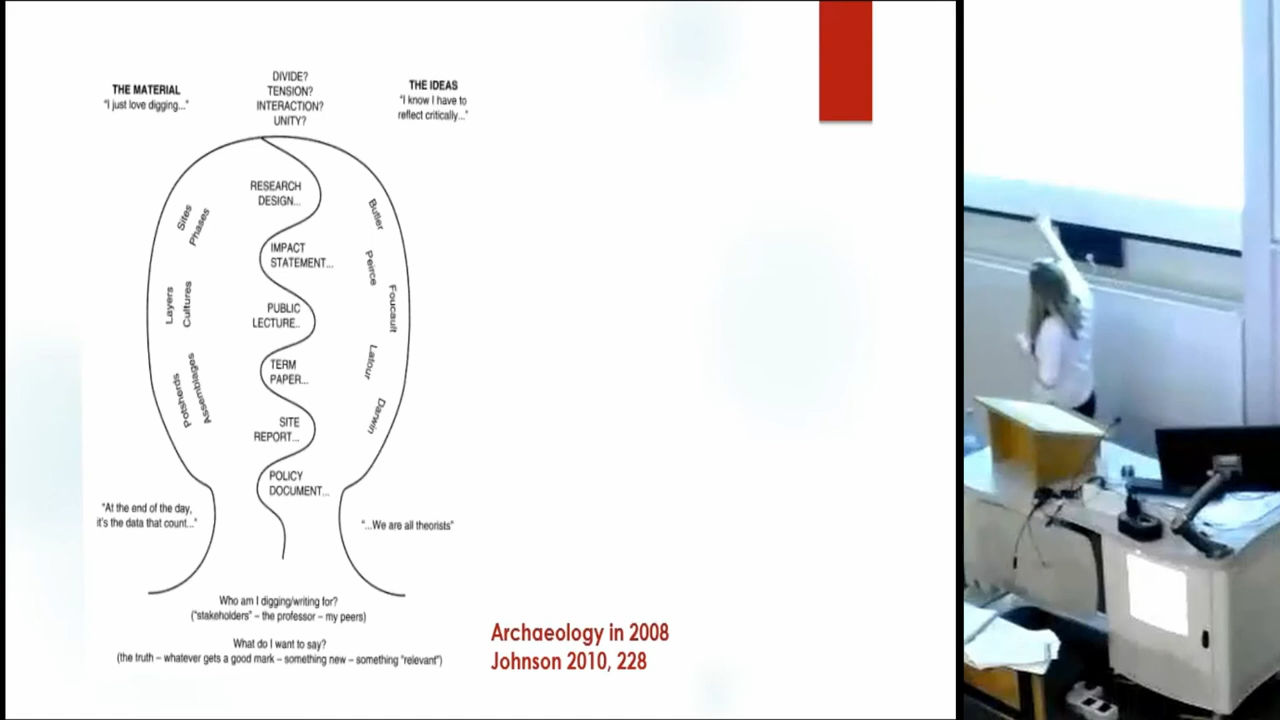 DIVIDE?
TENSION?
INTERACTION?
UNITY?
THE MATERIAL
"I just love digging..."
THE IDEAS
"I know I have to
reflect critically..."
RESEARCH
DESIGN...
IMPACT
STATEMENT...
PUBLIC
LECTURE..
TERM
PAPER...
SITE
REPORT...
POLICY
DOCUMENT...
Sites
Phases
Layers
Cultures
Potsherds
Assemblages
Butler
Peirce
Foucault
Latour
Darwin
"At the end of the day,
it's the data that count..."
"...We are all theorists"
Who am I digging/writing for?
("stakeholders" – the professor – my peers)
What do I want to say?
(the truth – whatever gets a good mark – something new – something "relevant")
Archaeology in 2008
Johnson 2010, 228